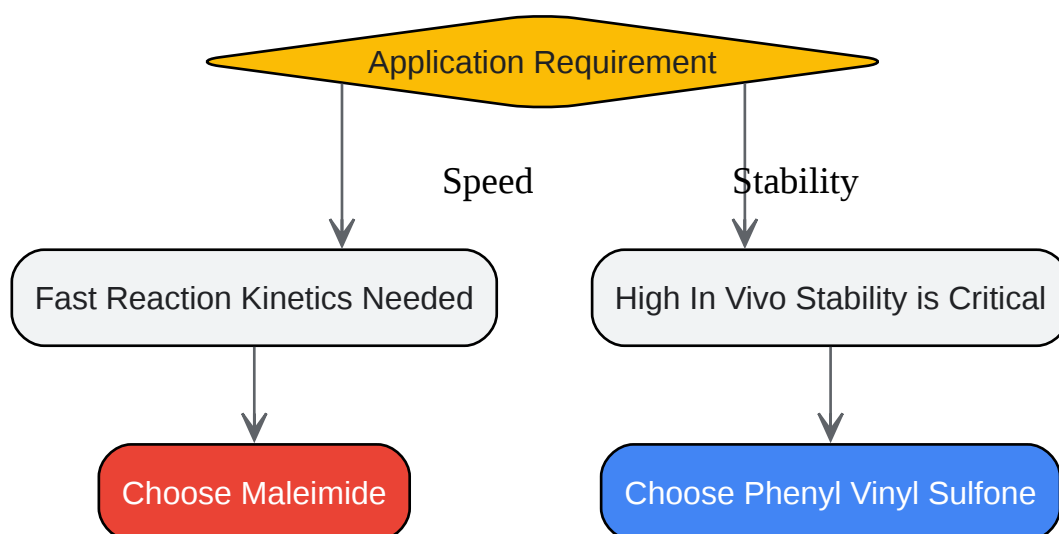 Application Requirement
Speed
Stability
Fast Reaction Kinetics Needed
High In Vivo Stability is Critical
Choose Maleimide
Choose Phenyl Vinyl Sulfone